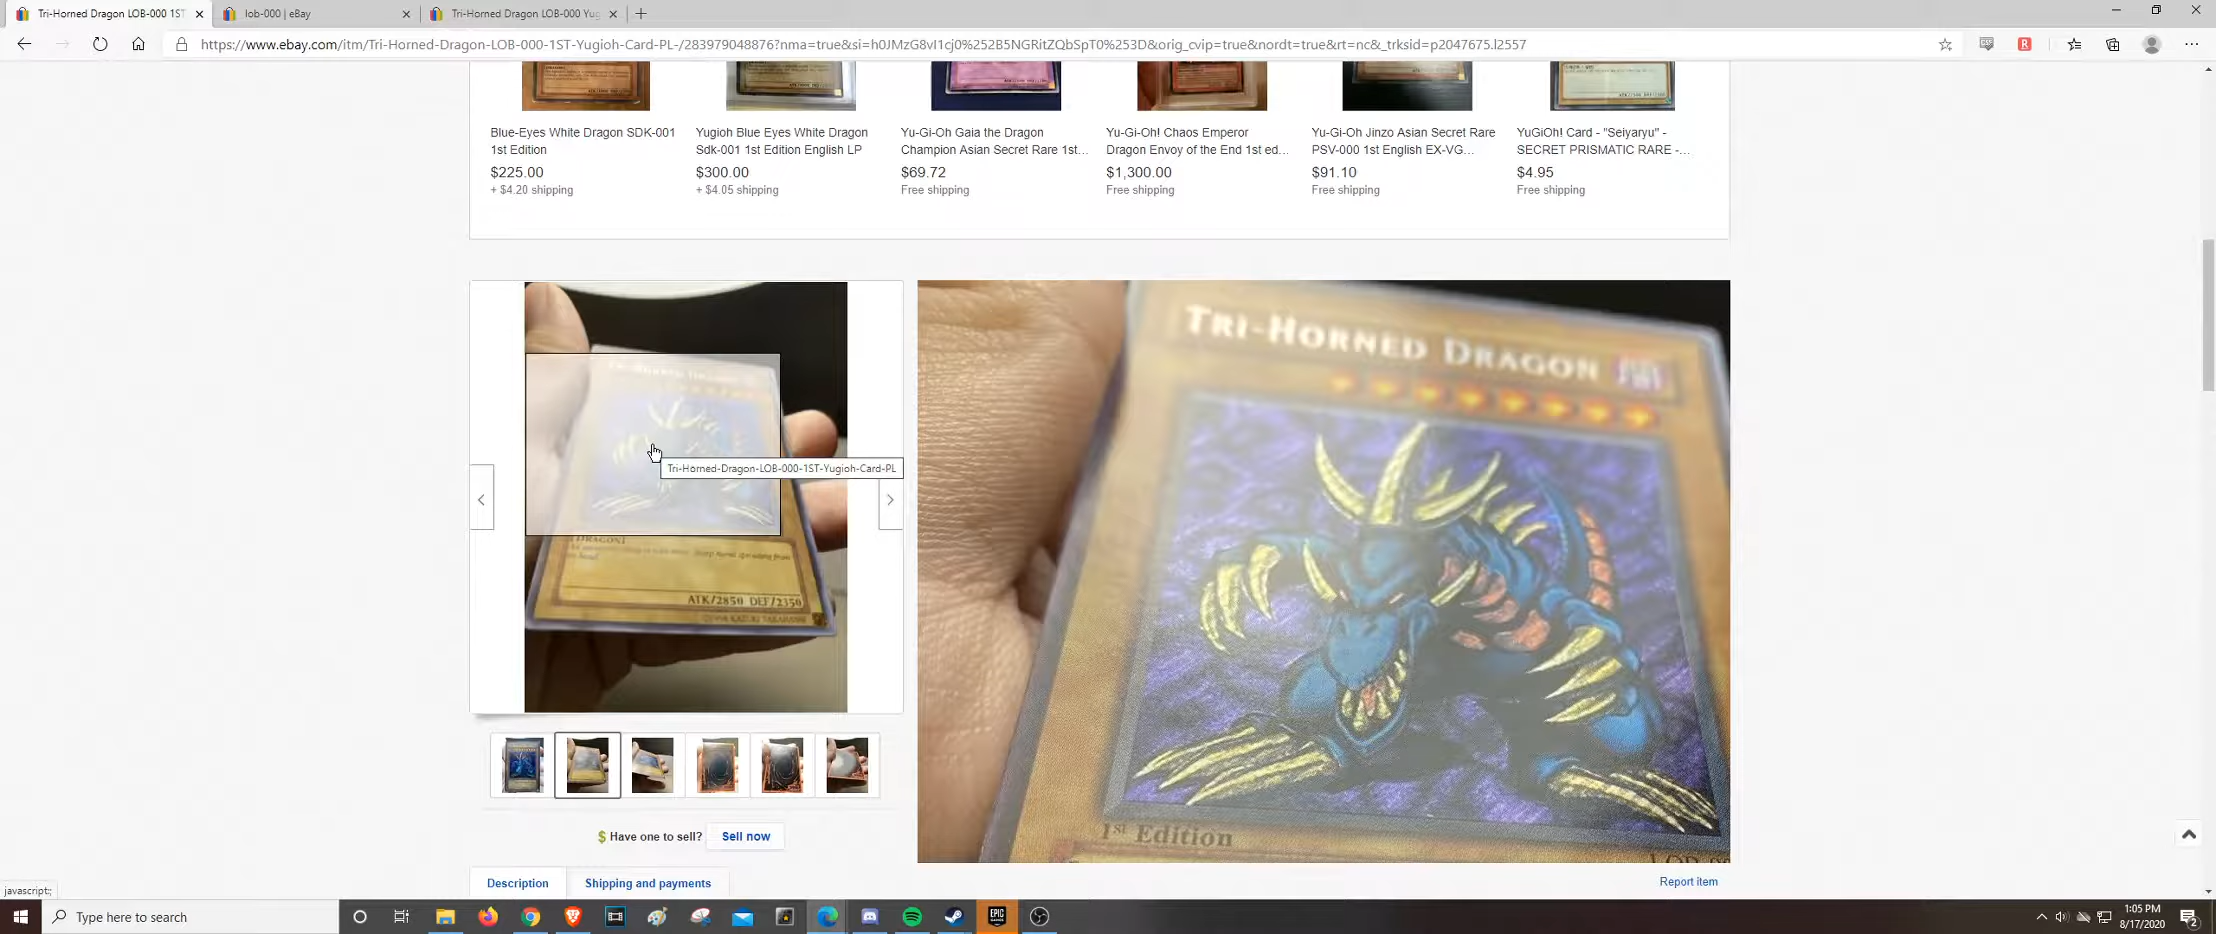 Tri-Horned Dragon LOB-000 1ST
lob-000 | eBay
Tri-Horned Dragon LOB-000 Yug
https://www.ebay.com/itm/Tri-Horned-Dragon-LOB-000-1ST-Yugioh-Card-PL-/283979048876?nma=true&si=h0JMzG8vI1cj0%252B5NGRitZQbSpT0%253D&orig_cvip=true&nordt=true&rt=nc&_trksid=p2047675.l2557
Blue-Eyes White Dragon SDK-001
1st Edition
$225.00
+ $4.20 shipping
Yugioh Blue Eyes White Dragon
Sdk-001 1st Edition English LP
$300.00
+ $4.05 shipping
Yu-Gi-Oh Gaia the Dragon
Champion Asian Secret Rare 1st...
$69.72
Free shipping
Yu-Gi-Oh! Chaos Emperor
Dragon Envoy of the End 1st ed...
$1,300.00
Free shipping
Yu-Gi-Oh Jinzo Asian Secret Rare
PSV-000 1st English EX-VG...
$91.10
Free shipping
YuGiOh! Card - "Seiyaryu" -
SECRET PRISMATIC RARE -...
$4.95
Free shipping
TRI-HORNED DRAGON
Tri-Horned-Dragon-LOB-000-1ST-Yugioh-Card-PL
ATK/2850 DEF/2350
TRI-HORNED DRAGON
1st Edition
$ Have one to sell? Sell now
Description
Shipping and payments
Report item
javascript:;
Type here to search
EPIC
GAMES
1:05 PM
8/17/2020
2